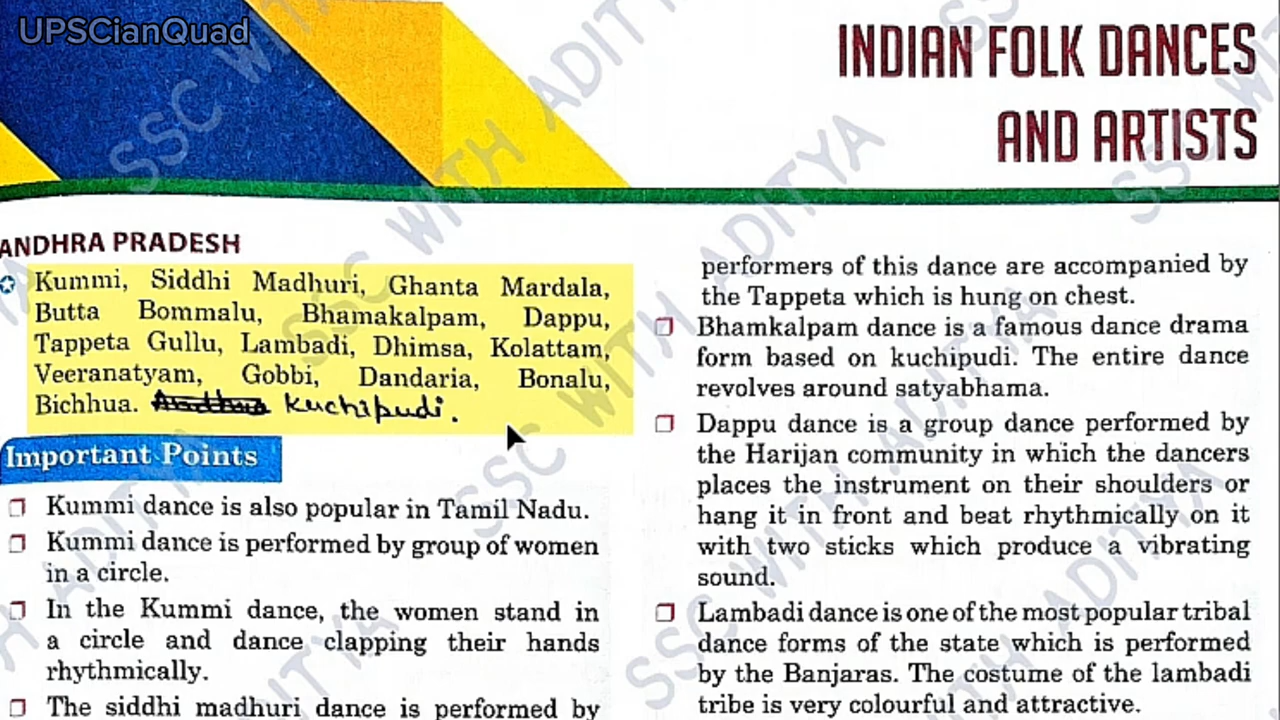 UPSCianQuad
INDIAN FOLK DANCES
AND ARTISTS
ANDHRA PRADESH
Kummi, Siddhi Madhuri, Ghanta Mardala,
Butta Bommalu, Bhamakalpam, Dappu,
Tappeta Gullu, Lambadi, Dhimsa, Kolattam,
Veeranatyam, Gobbi, Dandaria, Bonalu,
Bichhua. Kuchipudi.
Important Points
Kummi dance is also popular in Tamil Nadu.
Kummi dance is performed by group of women
in a circle.
In the Kummi dance, the women stand in
a circle and dance clapping their hands
rhythmically.
The siddhi madhuri dance is performed by
performers of this dance are accompanied by
the Tappeta which is hung on chest.
Bhamkalpam dance is a famous dance drama
form based on kuchipudi. The entire dance
revolves around satyabhama.
Dappu dance is a group dance performed by
the Harijan community in which the dancers
places the instrument on their shoulders or
hang it in front and beat rhythmically on it
with two sticks which produce a vibrating
sound.
Lambadi dance is one of the most popular tribal
dance forms of the state which is performed
by the Banjaras. The costume of the lambadi
tribe is very colourful and attractive.
SSC WITH ADITYA